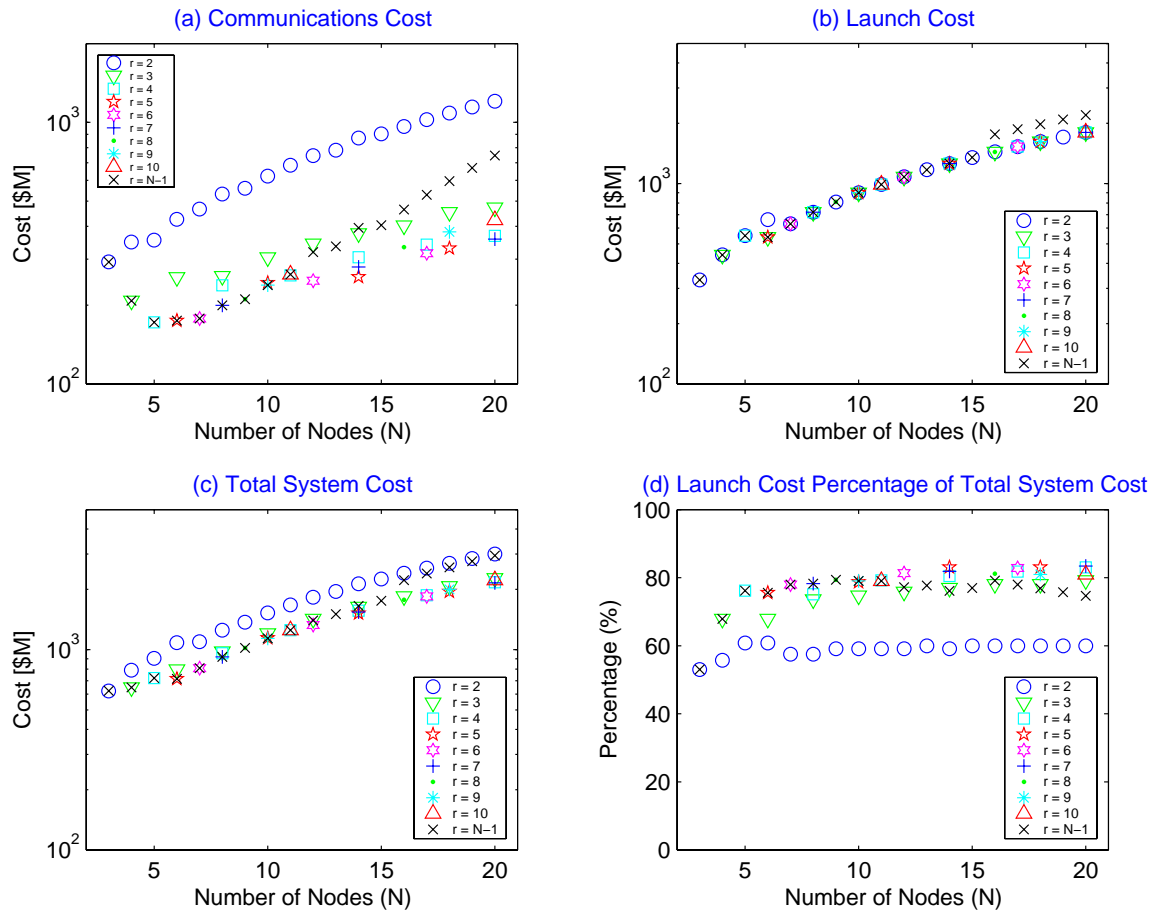 (a) Communications Cost
Cost [$M]
10^3
10^2
r = 2
r = 3
r = 4
r = 5
r = 6
r = 7
r = 8
r = 9
r = 10
r = N−1
5 10 15 20
Number of Nodes (N)
(b) Launch Cost
Cost [$M]
10^3
10^2
r = 2
r = 3
r = 4
r = 5
r = 6
r = 7
r = 8
r = 9
r = 10
r = N−1
5 10 15 20
Number of Nodes (N)
(c) Total System Cost
Cost [$M]
10^3
10^2
r = 2
r = 3
r = 4
r = 5
r = 6
r = 7
r = 8
r = 9
r = 10
r = N−1
5 10 15 20
Number of Nodes (N)
(d) Launch Cost Percentage of Total System Cost
Percentage (%)
100
80
60
40
20
0
r = 2
r = 3
r = 4
r = 5
r = 6
r = 7
r = 8
r = 9
r = 10
r = N−1
5 10 15 20
Number of Nodes (N)